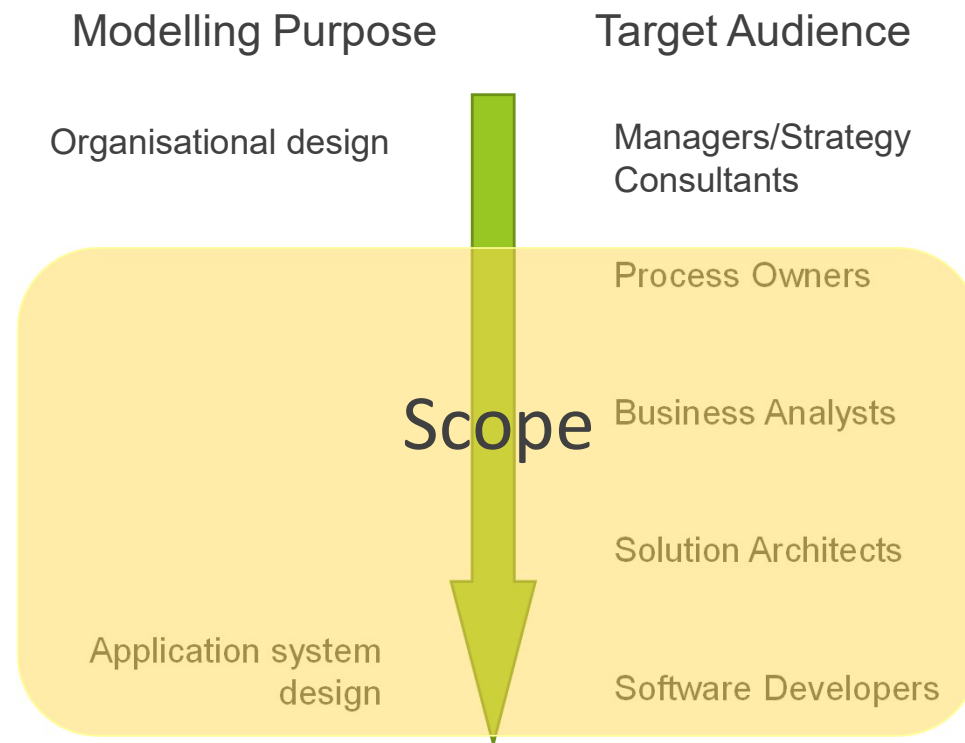 Modelling Purpose
Target Audience
Organisational design
Managers/Strategy
Consultants
Process Owners
Scope
Business Analysts
Solution Architects
Application system
design
Software Developers